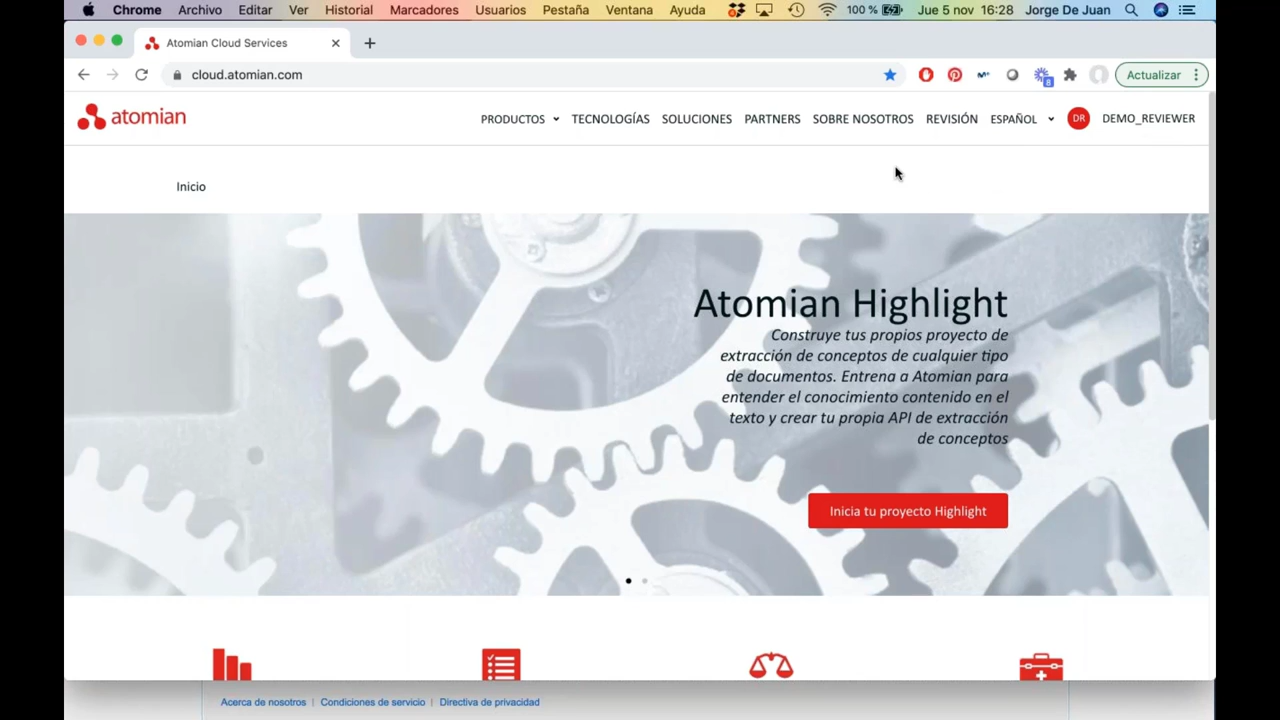 Chrome Archivo Editar Ver Historial Marcadores Usuarios Pestaña Ventana Ayuda 100 % Jue 5 nov 16:28 Jorge De Juan
Atomian Cloud Services
cloud.atomian.com 8 Actualizar
atomian PRODUCTOS TECNOLOGÍAS SOLUCIONES PARTNERS SOBRE NOSOTROS REVISIÓN ESPAÑOL DR DEMO_REVIEWER
Inicio
Atomian Highlight
Construye tus propios proyecto de
extracción de conceptos de cualquier tipo
de documentos. Entrena a Atomian para
entender el conocimiento contenido en el
texto y crear tu propia API de extracción
de conceptos
Inicia tu proyecto Highlight
Acerca de nosotros | Condiciones de servicio | Directiva de privacidad